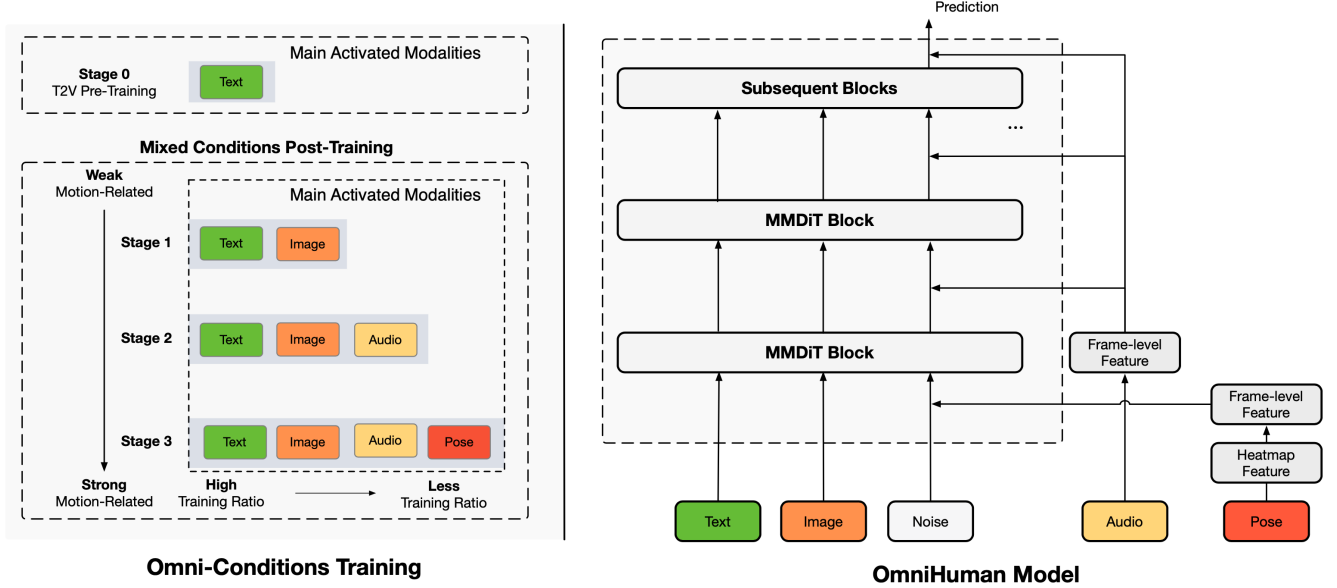 Main Activated Modalities
Stage 0
T2V Pre-Training
Text
Mixed Conditions Post-Training
Weak
Motion-Related
Main Activated Modalities
Stage 1
Text
Image
Stage 2
Text
Image
Audio
Stage 3
Text
Image
Audio
Pose
Strong
Motion-Related
High
Training Ratio
Less
Training Ratio
Omni-Conditions Training
Prediction
Subsequent Blocks
...
MMDiT Block
MMDiT Block
Frame-level
Feature
Frame-level
Feature
Heatmap
Feature
Text
Image
Noise
Audio
Pose
OmniHuman Model